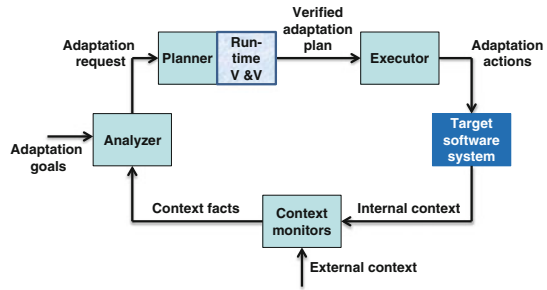 Verified
adaptation
plan
Adaptation
request
Planner
Run-
time
V &V
Executor
Adaptation
actions
Analyzer
Target
software
system
Adaptation
goals
Context facts
Context
monitors
Internal context
External context